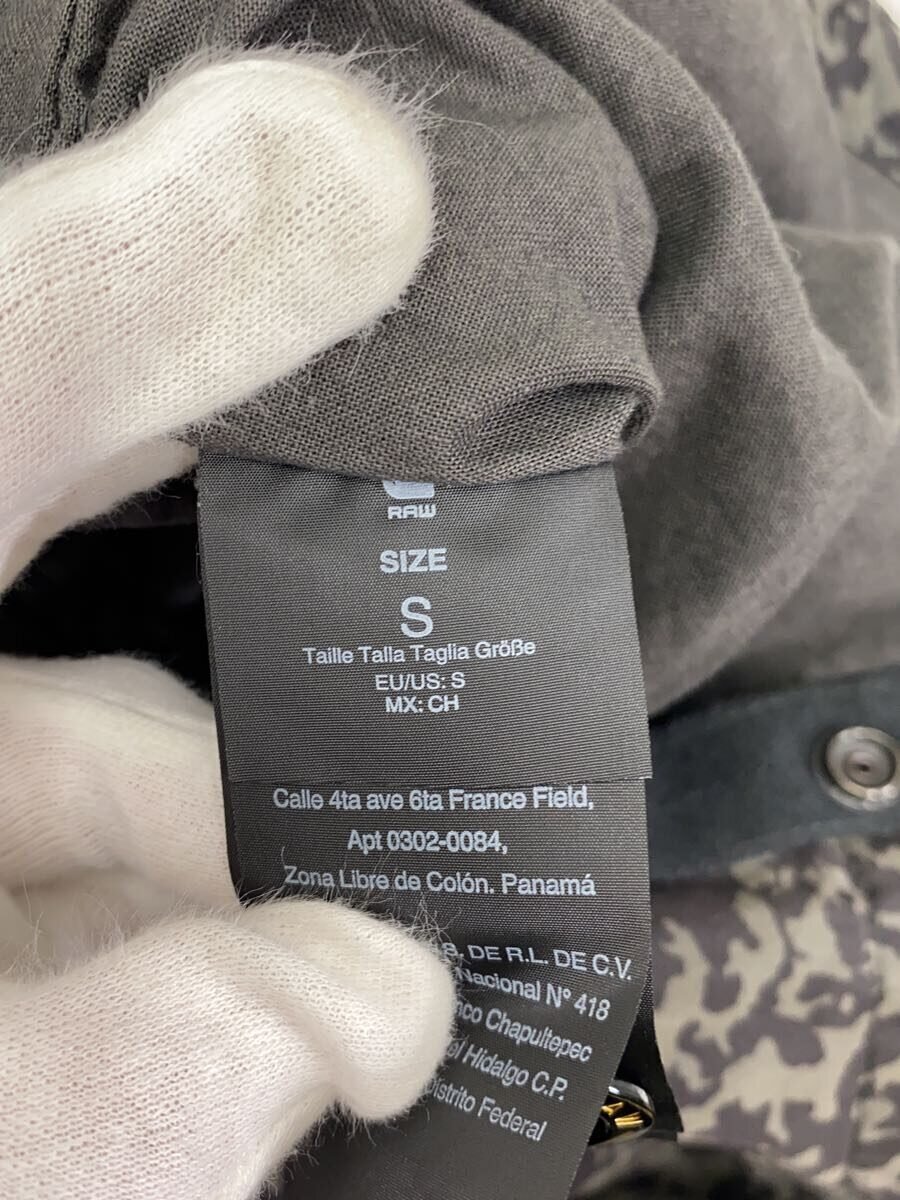 RAW
SIZE
S
Taille Talla Taglia Größe
EU/US: S
MX: CH
Calle 4ta ave 6ta France Field,
Apt 0302-0084,
Zona Libre de Colón. Panamá
DE R.L. DE C.V.
Nacional N° 418
Chapultepec
Hidalgo C.P.
Distrito Federal